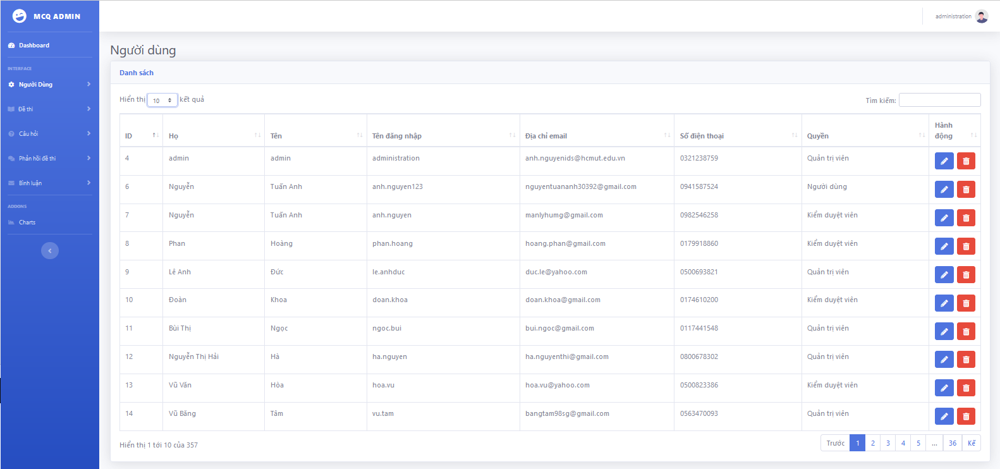 MCQ ADMIN
administration
Dashboard
INTERFACE
Người Dùng
Đề thi
Câu hỏi
Phản hồi đề thi
Bình luận
ADDONS
Charts
Người dùng
Danh sách
Hiển thị 10 kết quả
Tìm kiếm:
ID Họ Tên Tên đăng nhập Địa chỉ email Số điện thoại Quyền Hành động
4 admin admin administration anh.nguyenids@hcmut.edu.vn 0321238759 Quản trị viên
6 Nguyễn Tuấn Anh anh.nguyen123 nguyentuananh30392@gmail.com 0941587524 Người dùng
7 Nguyễn Tuấn Anh anh.nguyen manlyhumg@gmail.com 0982546258 Kiểm duyệt viên
8 Phan Hoàng phan.hoang hoang.phan@gmail.com 0179918860 Kiểm duyệt viên
9 Lê Anh Đức le.anhduc duc.le@yahoo.com 0500693821 Quản trị viên
10 Đoàn Khoa doan.khoa doan.khoa@gmail.com 0174610200 Kiểm duyệt viên
11 Bùi Thị Ngọc ngoc.bui bui.ngoc@gmail.com 0117441548 Quản trị viên
12 Nguyễn Thị Hải Hà ha.nguyen ha.nguyenthi@gmail.com 0800678302 Quản trị viên
13 Vũ Văn Hòa hoa.vu hoa.vu@yahoo.com 0500823386 Kiểm duyệt viên
14 Vũ Băng Tâm vu.tam bangtam98sg@gmail.com 0563470093 Quản trị viên
Hiển thị 1 tới 10 của 357
Trước 1 2 3 4 5 ... 36 Kế